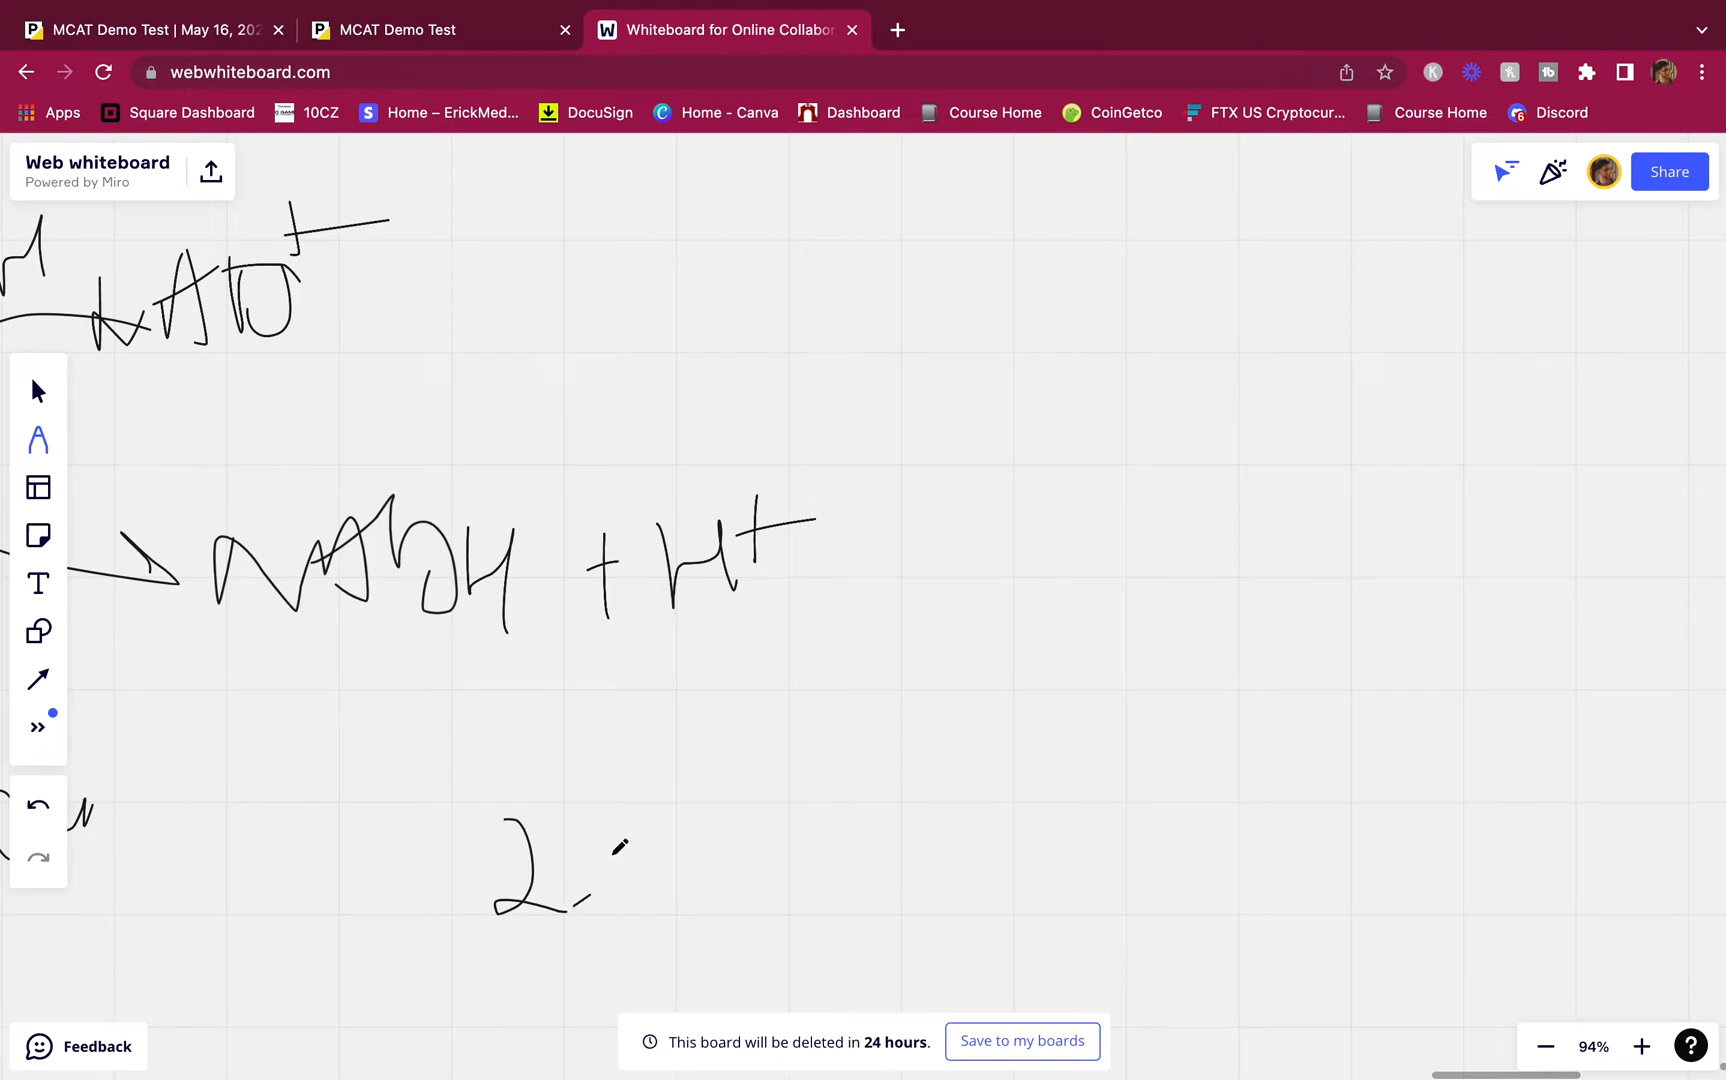 MCAT Demo Test | May 16, 202
MCAT Demo Test
Whiteboard for Online Collabor
webwhiteboard.com
Apps
Square Dashboard
10CZ
Home – ErickMed...
DocuSign
Home - Canva
Dashboard
Course Home
CoinGetco
FTX US Cryptocur...
Course Home
Discord
Web whiteboard
Powered by Miro
Share
NAD+
NADH + H+
2.
Feedback
This board will be deleted in 24 hours.
Save to my boards
94%